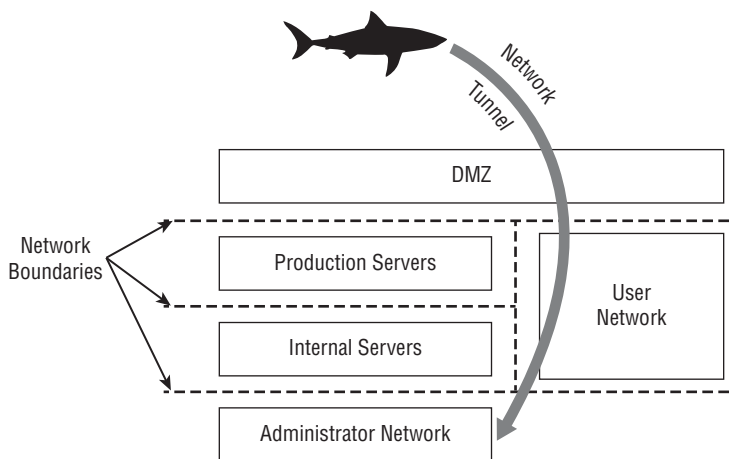 Network
Tunnel
DMZ
Network
Boundaries
Production Servers
User
Network
Internal Servers
Administrator Network